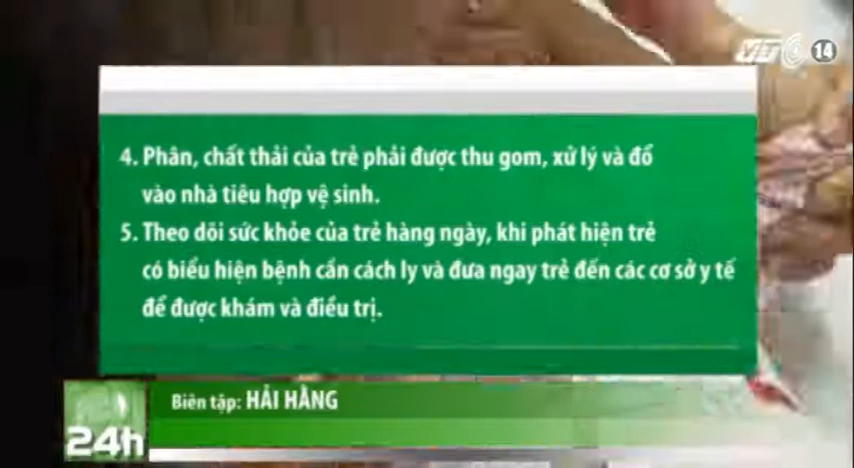 VTC 14
4. Phân, chất thải của trẻ phải được thu gom, xử lý và đổ
vào nhà tiêu hợp vệ sinh.
5. Theo dõi sức khỏe của trẻ hàng ngày, khi phát hiện trẻ
có biểu hiện bệnh cần cách ly và đưa ngay trẻ đến các cơ sở y tế
để được khám và điều trị.
Biên tập: HẢI HẰNG
24h